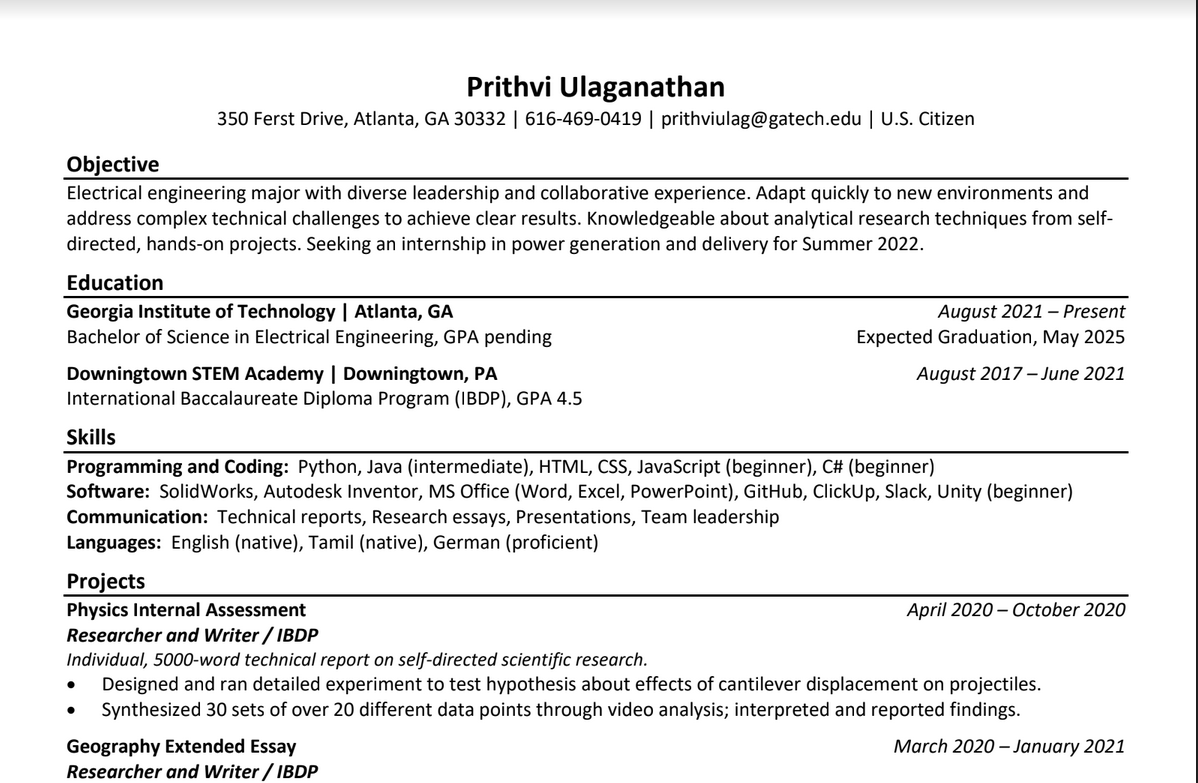 Prithvi Ulaganathan
350 Ferst Drive, Atlanta, GA 30332 | 616-469-0419 | prithviulag@gatech.edu | U.S. Citizen
Objective
Electrical engineering major with diverse leadership and collaborative experience. Adapt quickly to new environments and
address complex technical challenges to achieve clear results. Knowledgeable about analytical research techniques from self-
directed, hands-on projects. Seeking an internship in power generation and delivery for Summer 2022.
Education
Georgia Institute of Technology | Atlanta, GA August 2021 – Present
Bachelor of Science in Electrical Engineering, GPA pending Expected Graduation, May 2025
Downingtown STEM Academy | Downingtown, PA August 2017 – June 2021
International Baccalaureate Diploma Program (IBDP), GPA 4.5
Skills
Programming and Coding: Python, Java (intermediate), HTML, CSS, JavaScript (beginner), C# (beginner)
Software: SolidWorks, Autodesk Inventor, MS Office (Word, Excel, PowerPoint), GitHub, ClickUp, Slack, Unity (beginner)
Communication: Technical reports, Research essays, Presentations, Team leadership
Languages: English (native), Tamil (native), German (proficient)
Projects
Physics Internal Assessment April 2020 – October 2020
Researcher and Writer / IBDP
Individual, 5000-word technical report on self-directed scientific research.
• Designed and ran detailed experiment to test hypothesis about effects of cantilever displacement on projectiles.
• Synthesized 30 sets of over 20 different data points through video analysis; interpreted and reported findings.
Geography Extended Essay March 2020 – January 2021
Researcher and Writer / IBDP